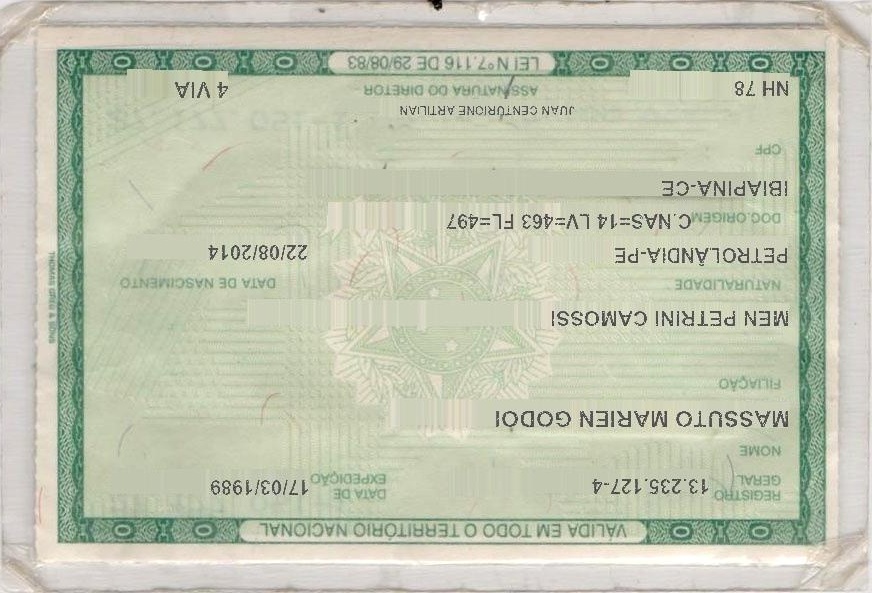 VÁLIDA EM TODO O TERRITÓRIO NACIONAL
REGISTRO GERAL 13.235.127-4 DATA DE EXPEDIÇÃO 17/03/1989
NOME
MASSUTO MARIEN GODOI
FILIAÇÃO
MEN PETRINI CAMOSSI
NATURALIDADE DATA DE NASCIMENTO
PETROLÂNDIA-PE 22/08/2014
DOC.ORIGEM C.NAS=14 LV=463 FL=497
IBIAPINA-CE
CPF
JUAN CENTÚRIONE ARTILIAN
NH 78 ASSINATURA DO DIRETOR 4 VIA
LEI Nº7.116 DE 29/08/83
THOMAS GREG & SONS